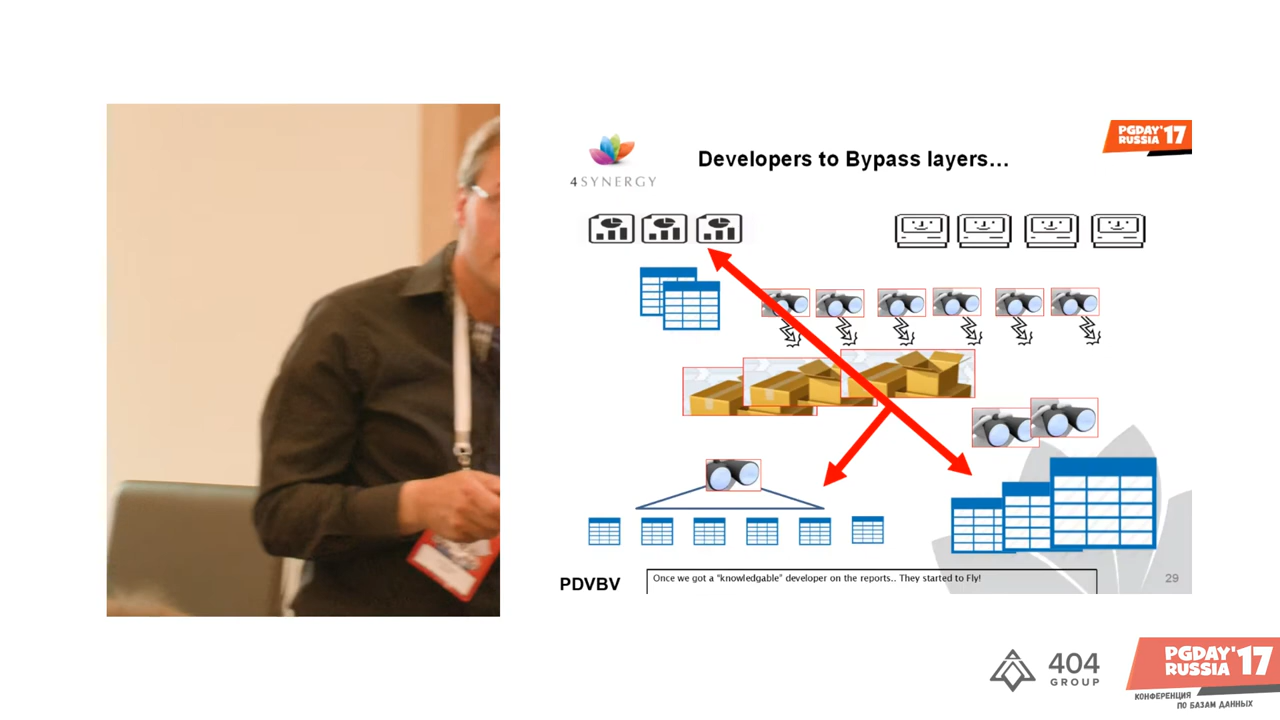 PGDAY'17
RUSSIA
4SYNERGY
Developers to Bypass layers...
PDVBV
Once we got a "knowledgable" developer on the reports.. They started to Fly!
29
404
GROUP
PGDAY'17
RUSSIA
КОНФЕРЕНЦИЯ
ПО БАЗАМ ДАННЫХ